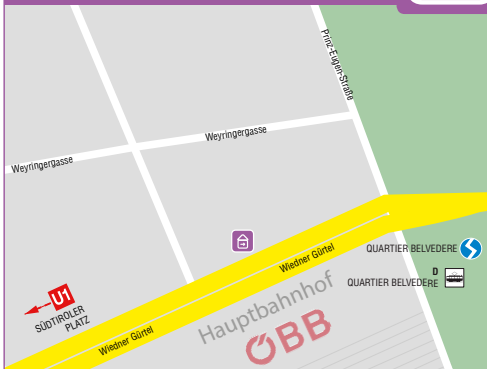 Prinz-Eugen-Straße
Weyringergasse
Weyringergasse
QUARTIER BELVEDERE
D
QUARTIER BELVEDERE
Wiedner Gürtel
Hauptbahnhof
ÖBB
U1
SÜDTIROLER
PLATZ
Wiedner Gürtel